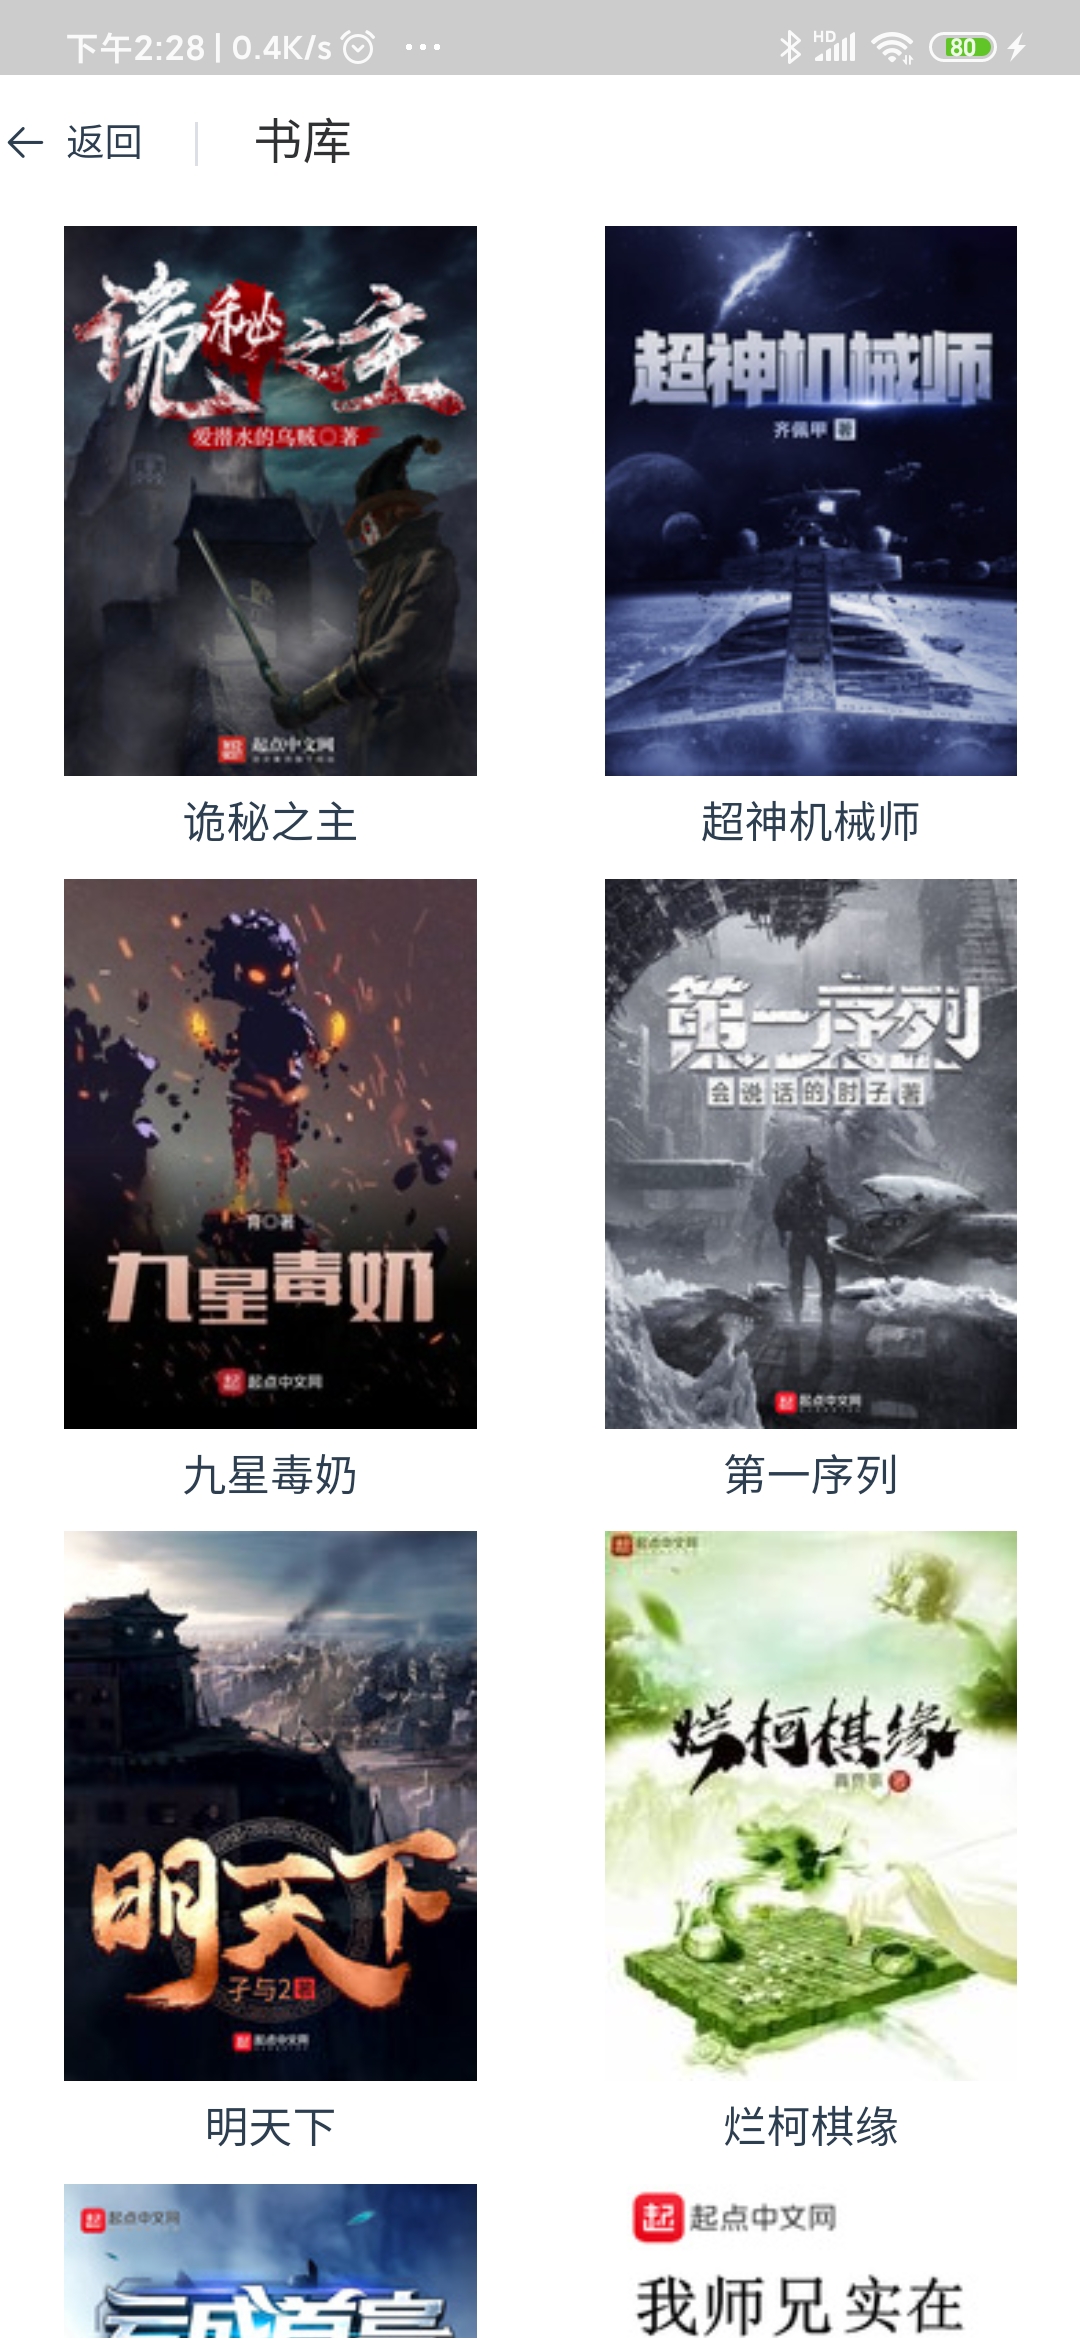 下午2:28 | 0.4K/s
HD
80
返回
书库
诡秘之主
爱潜水的乌贼◎著
起点中文网
诡秘之主
超神机械师
齐佩甲 著
超神机械师
育◎著
九星毒奶
起点中文网
九星毒奶
第一序列
会说话的肘子著
起点中文网
第一序列
明天下
孑与2著
起点中文网
明天下
起点中文网
烂柯棋缘
真费事 著
烂柯棋缘
起点中文网
起点中文网
我师兄实在